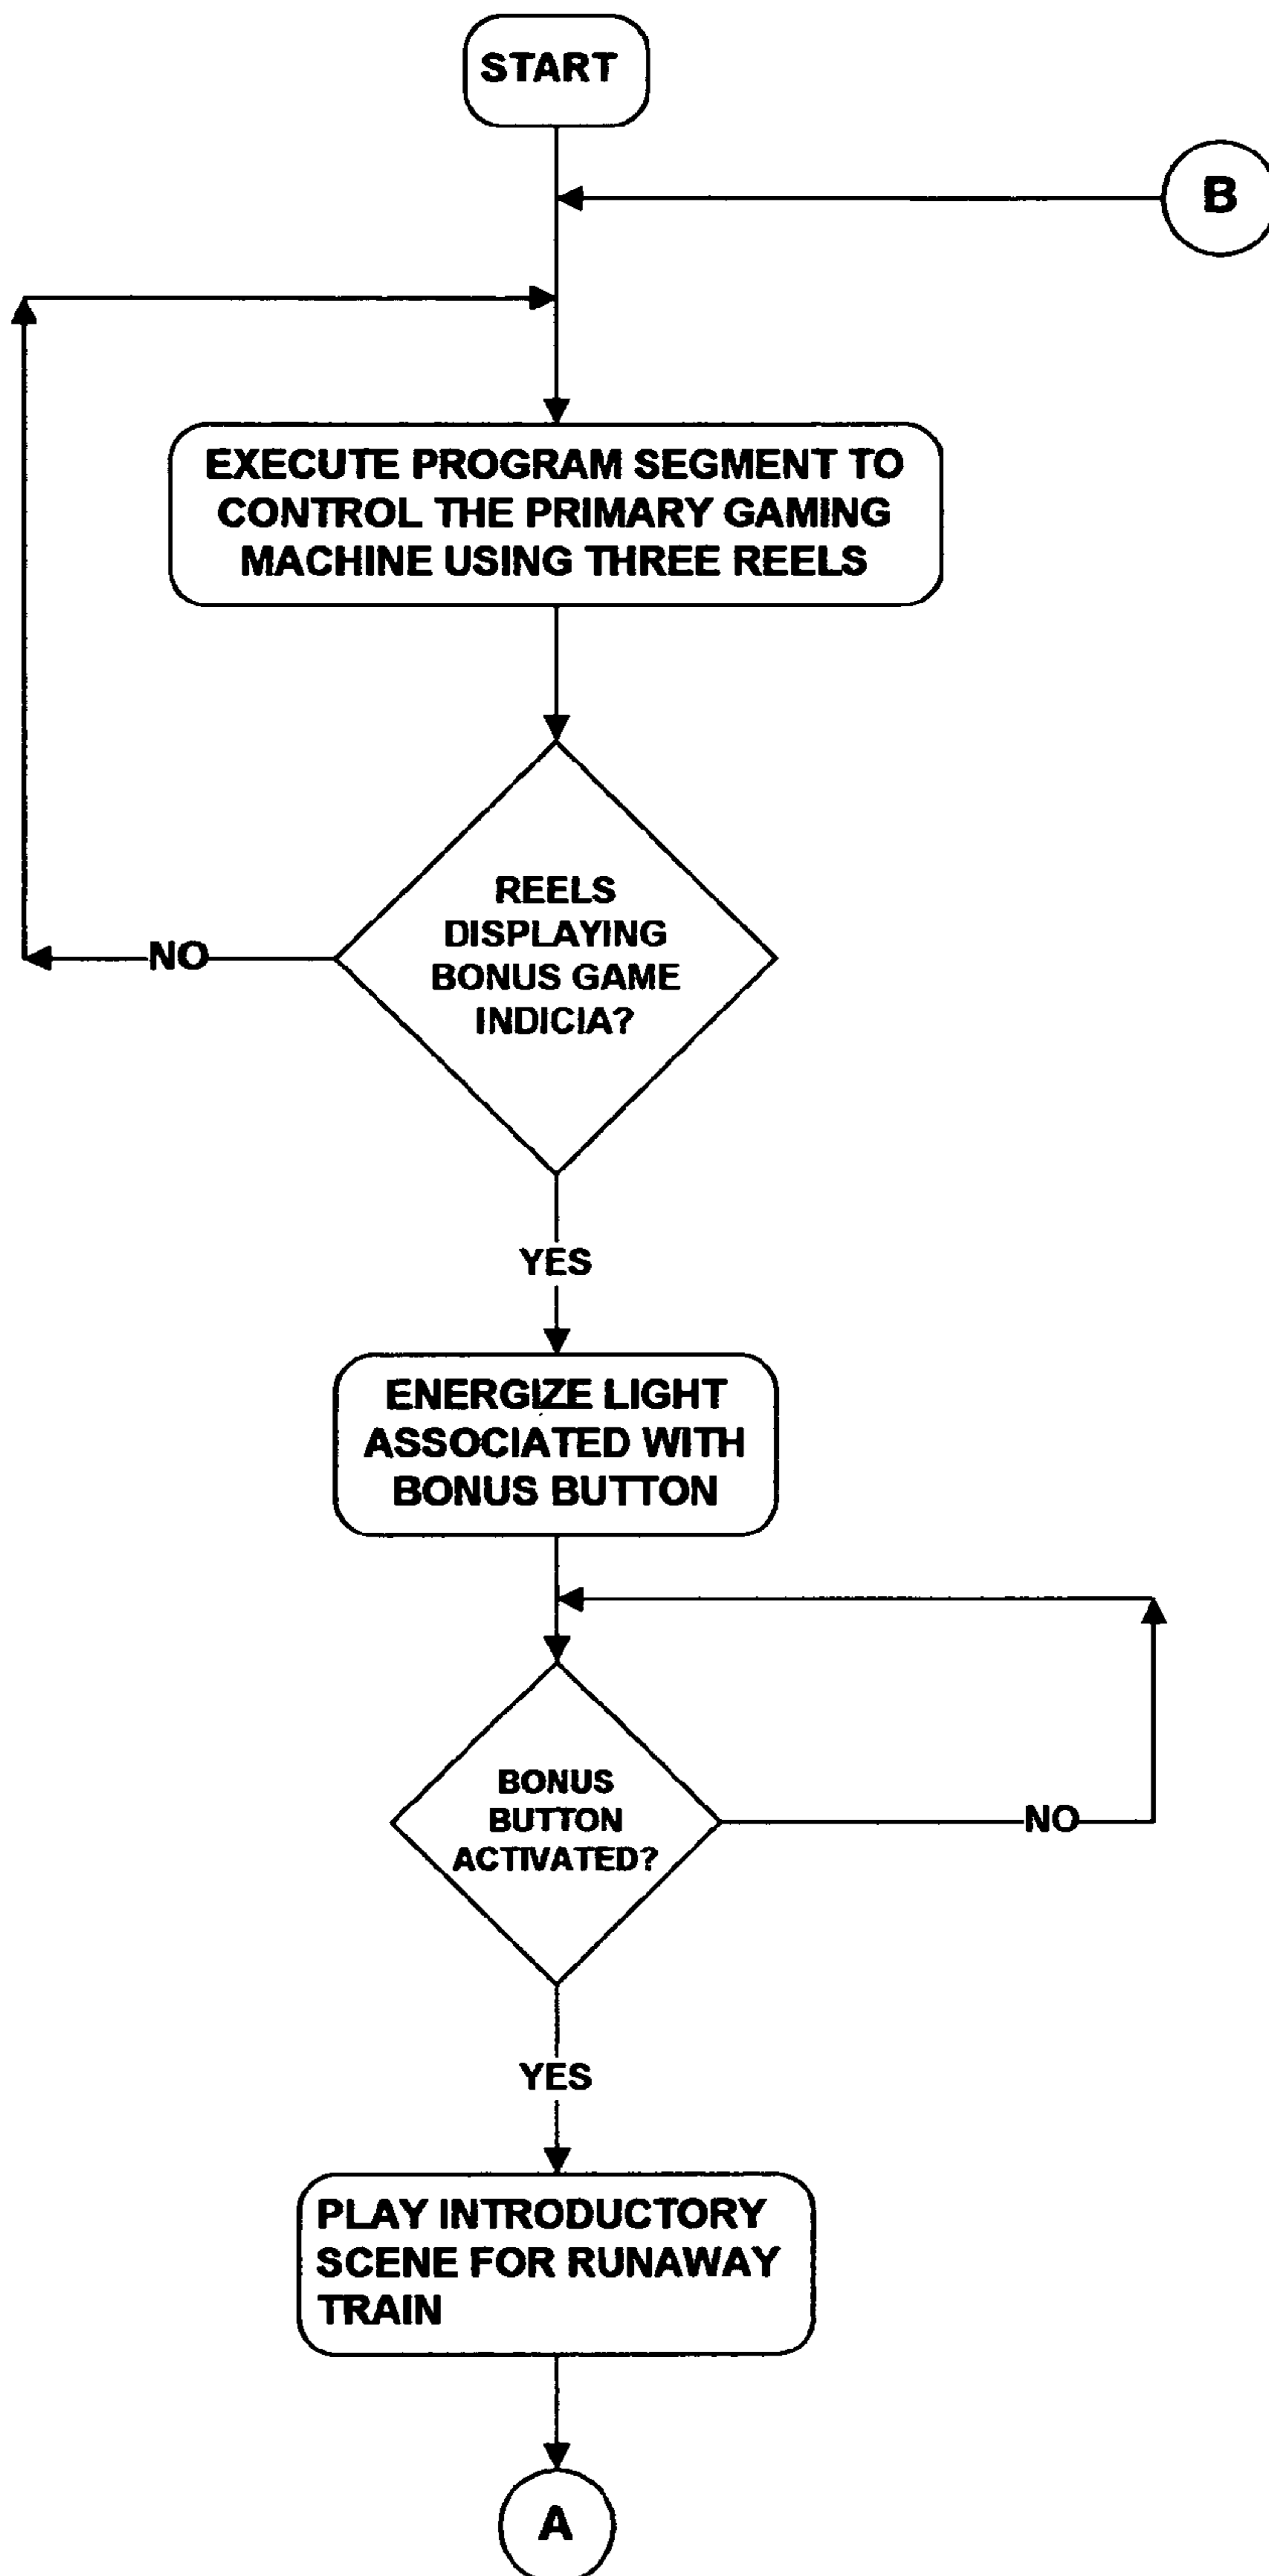 START
B
EXECUTE PROGRAM SEGMENT TO
CONTROL THE PRIMARY GAMING
MACHINE USING THREE REELS
REELS
DISPLAYING
BONUS GAME
INDICIA?
NO
YES
ENERGIZE LIGHT
ASSOCIATED WITH
BONUS BUTTON
BONUS
BUTTON
ACTIVATED?
NO
YES
PLAY INTRODUCTORY
SCENE FOR RUNAWAY
TRAIN
A